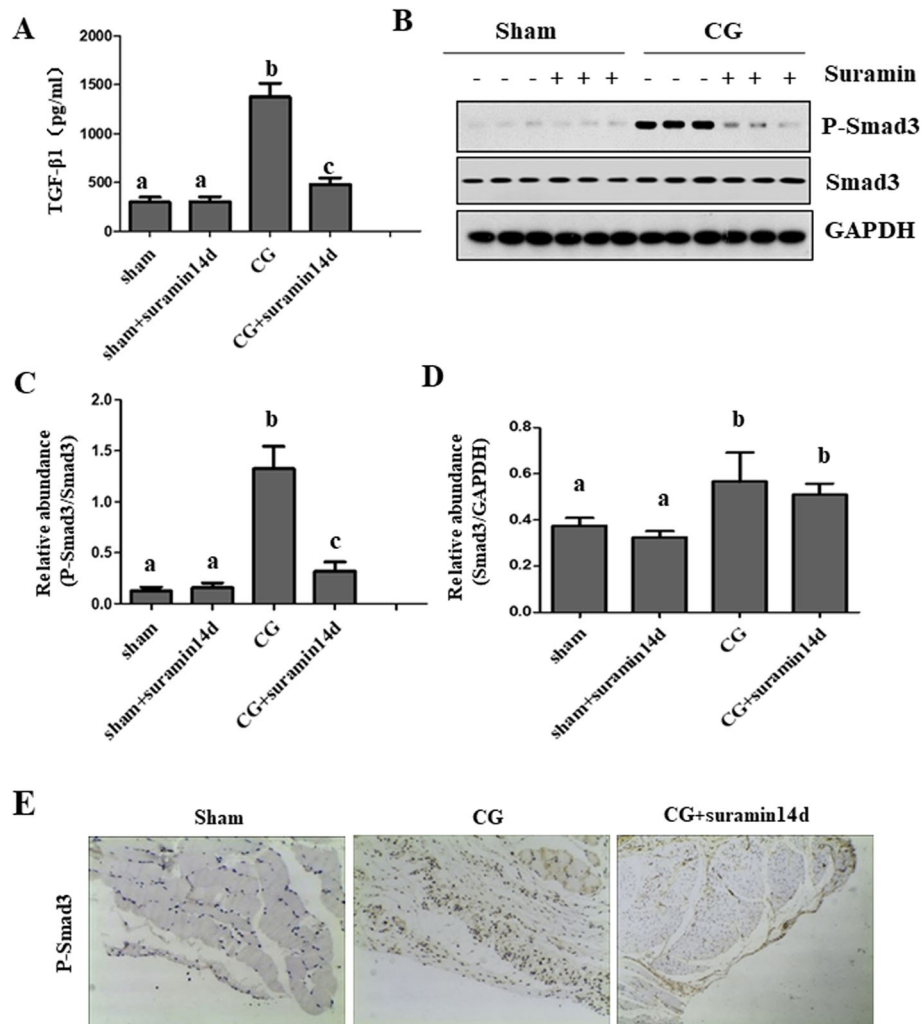 A
TGF-β1 (pg/ml)
2000
1500
1000
500
0
a
a
b
c
sham
sham+suramin14d
CG
CG+suramin14d
B
Sham CG
- - - + + + - - - + + + Suramin
P-Smad3
Smad3
GAPDH
C
Relative abundance
(P-Smad3/Smad3)
2.0
1.5
1.0
0.5
0.0
a
a
b
c
sham
sham+suramin14d
CG
CG+suramin14d
D
Relative abundance
(Smad3/GAPDH)
0.8
0.6
0.4
0.2
0.0
a
a
b
b
sham
sham+suramin14d
CG
CG+suramin14d
E
Sham CG CG+suramin14d
P-Smad3